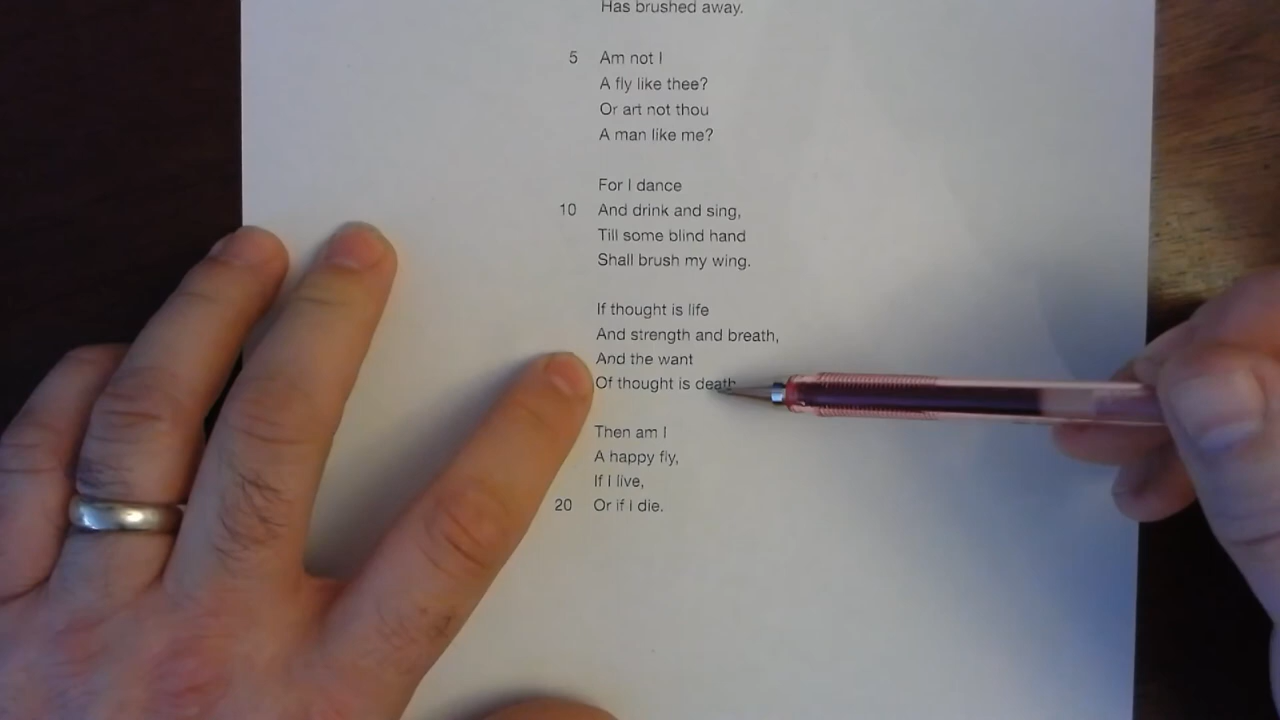 Has brushed away.
5 Am not I
A fly like thee?
Or art not thou
A man like me?
For I dance
10 And drink and sing,
Till some blind hand
Shall brush my wing.
If thought is life
And strength and breath,
And the want
Of thought is death
Then am I
A happy fly,
If I live,
20 Or if I die.